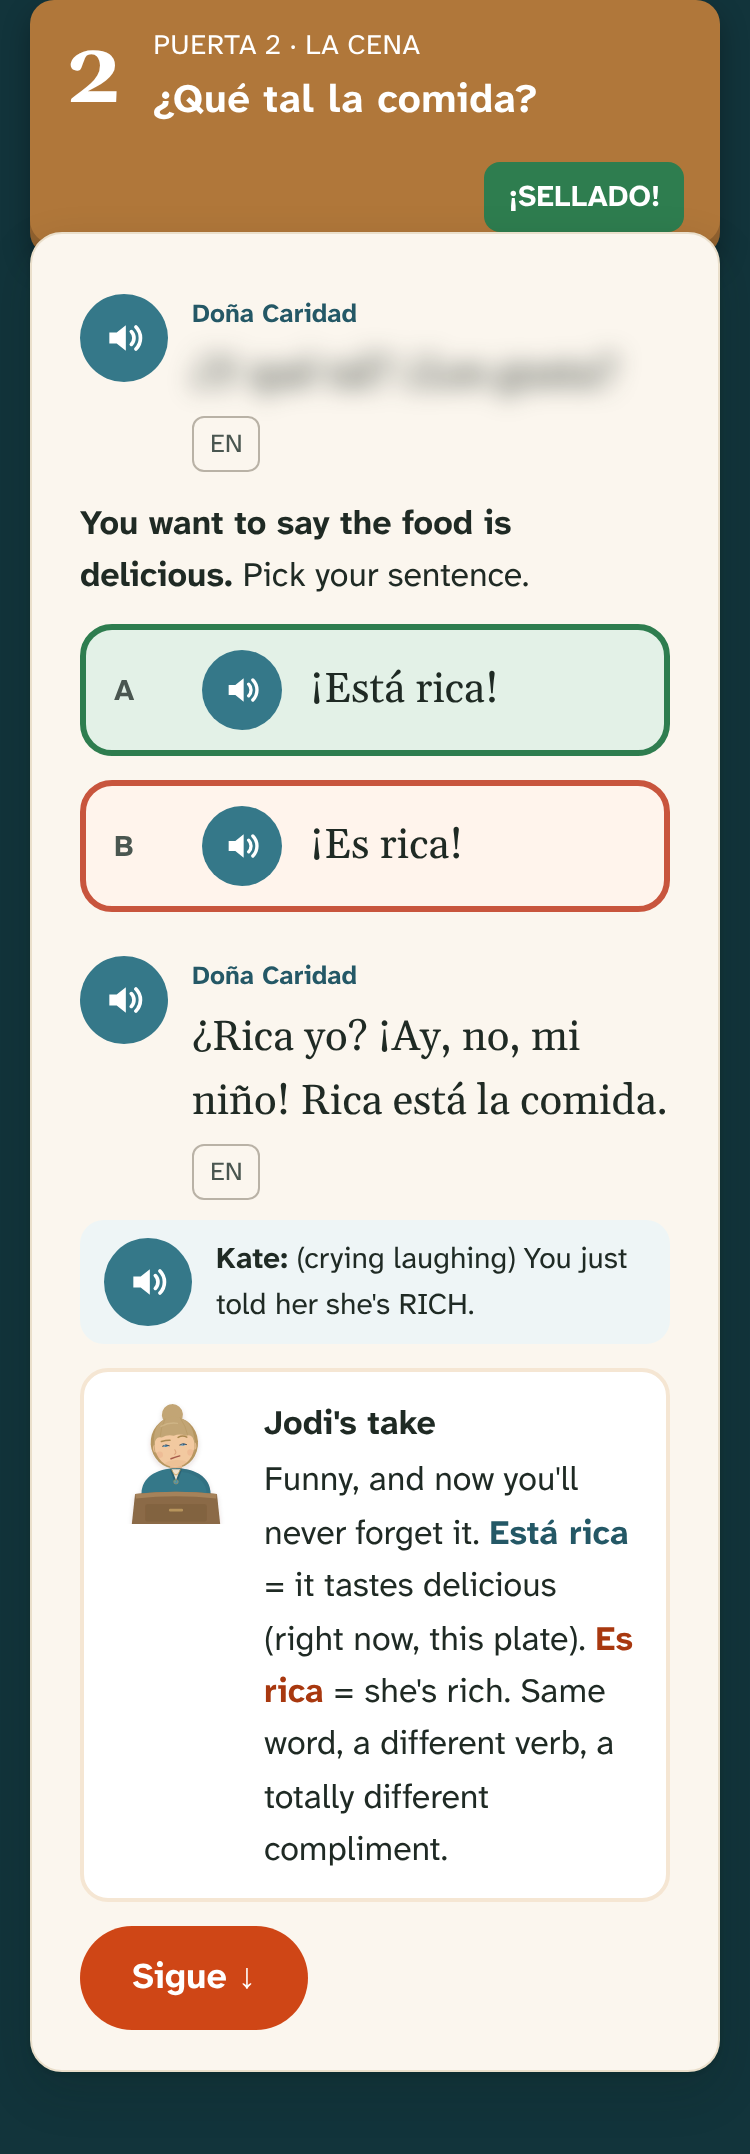 2
PUERTA 2 · LA CENA
¿Qué tal la comida?
¡SELLADO!
Doña Caridad
EN
You want to say the food is
delicious. Pick your sentence.
A
¡Está rica!
B
¡Es rica!
Doña Caridad
¿Rica yo? ¡Ay, no, mi
niño! Rica está la comida.
EN
Kate: (crying laughing) You just
told her she's RICH.
Jodi's take
Funny, and now you'll
never forget it. Está rica
= it tastes delicious
(right now, this plate). Es
rica = she's rich. Same
word, a different verb, a
totally different
compliment.
Sigue ↓